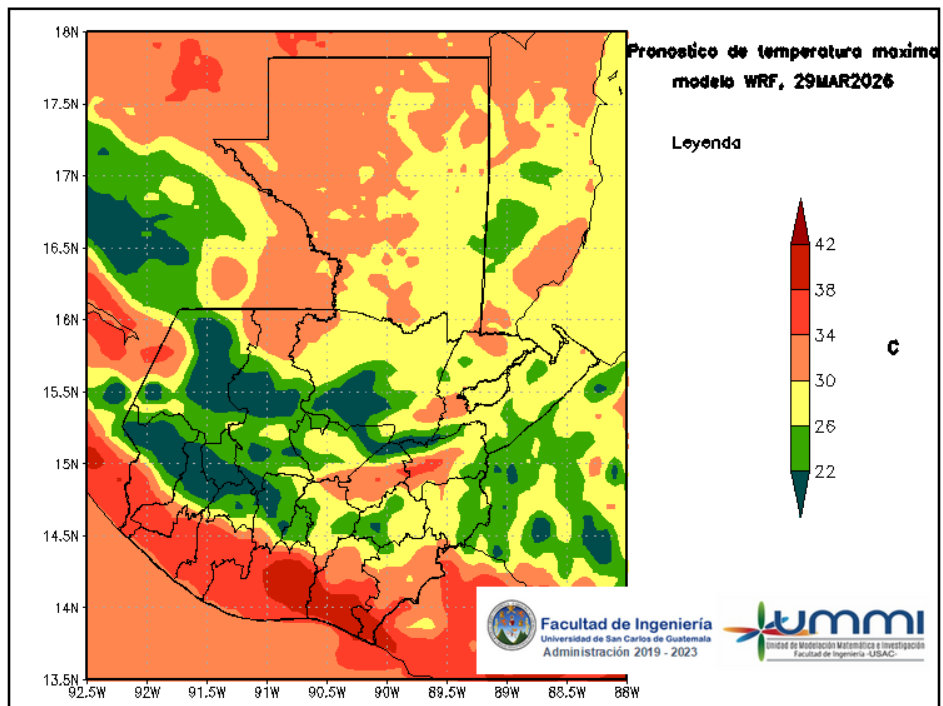 Pronostico de temperatura maxima
modelo WRF, 29MAR2026
Leyenda
42
38
34
30
26
22
C
18N
17.5N
17N
16.5N
16N
15.5N
15N
14.5N
14N
13.5N
92.5W 92W 91.5W 91W 90.5W 90W 89.5W 89W 88.5W 88W
Facultad de Ingeniería
Universidad de San Carlos de Guatemala
Administración 2019 - 2023
UMMI
Unidad de Modelación Matemática e Investigación
Facultad de Ingeniería -USAC-